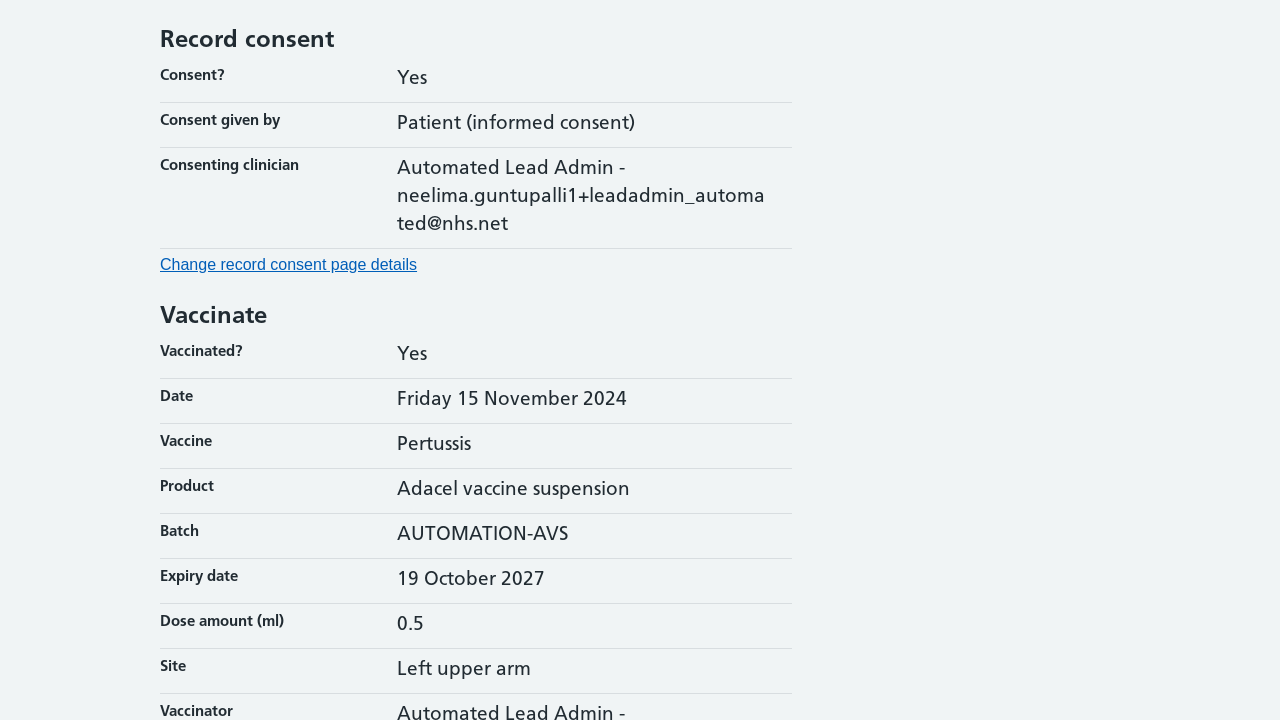 Record consent
Consent? Yes
Consent given by Patient (informed consent)
Consenting clinician Automated Lead Admin -
neelima.guntupalli1+leadadmin_automa
ted@nhs.net
Change record consent page details
Vaccinate
Vaccinated? Yes
Date Friday 15 November 2024
Vaccine Pertussis
Product Adacel vaccine suspension
Batch AUTOMATION-AVS
Expiry date 19 October 2027
Dose amount (ml) 0.5
Site Left upper arm
Vaccinator Automated Lead Admin -